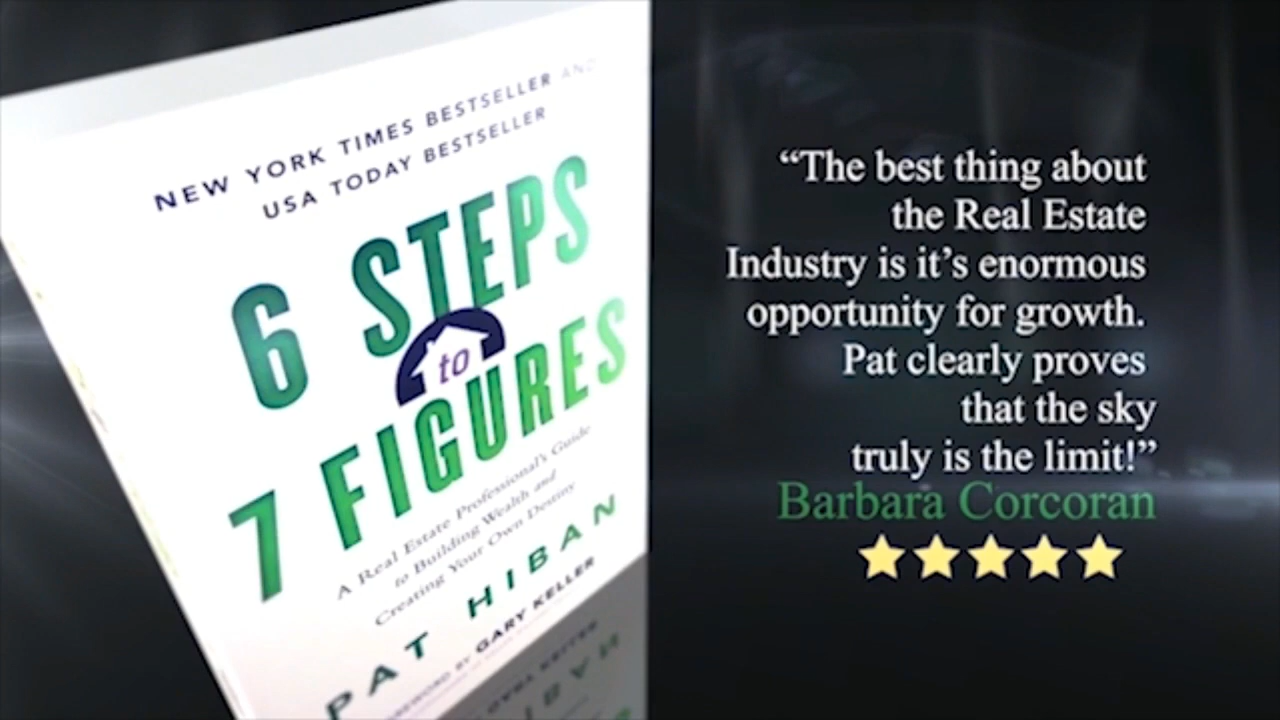 NEW YORK TIMES BESTSELLER AND
USA TODAY BESTSELLER
6 STEPS
to
7 FIGURES
A Real Estate Professional's Guide
to Building Wealth and
Creating Your Own Destiny
PAT HIBAN
FOREWORD BY GARY KELLER
“The best thing about
the Real Estate
Industry is it’s enormous
opportunity for growth.
Pat clearly proves
that the sky
truly is the limit!”
Barbara Corcoran